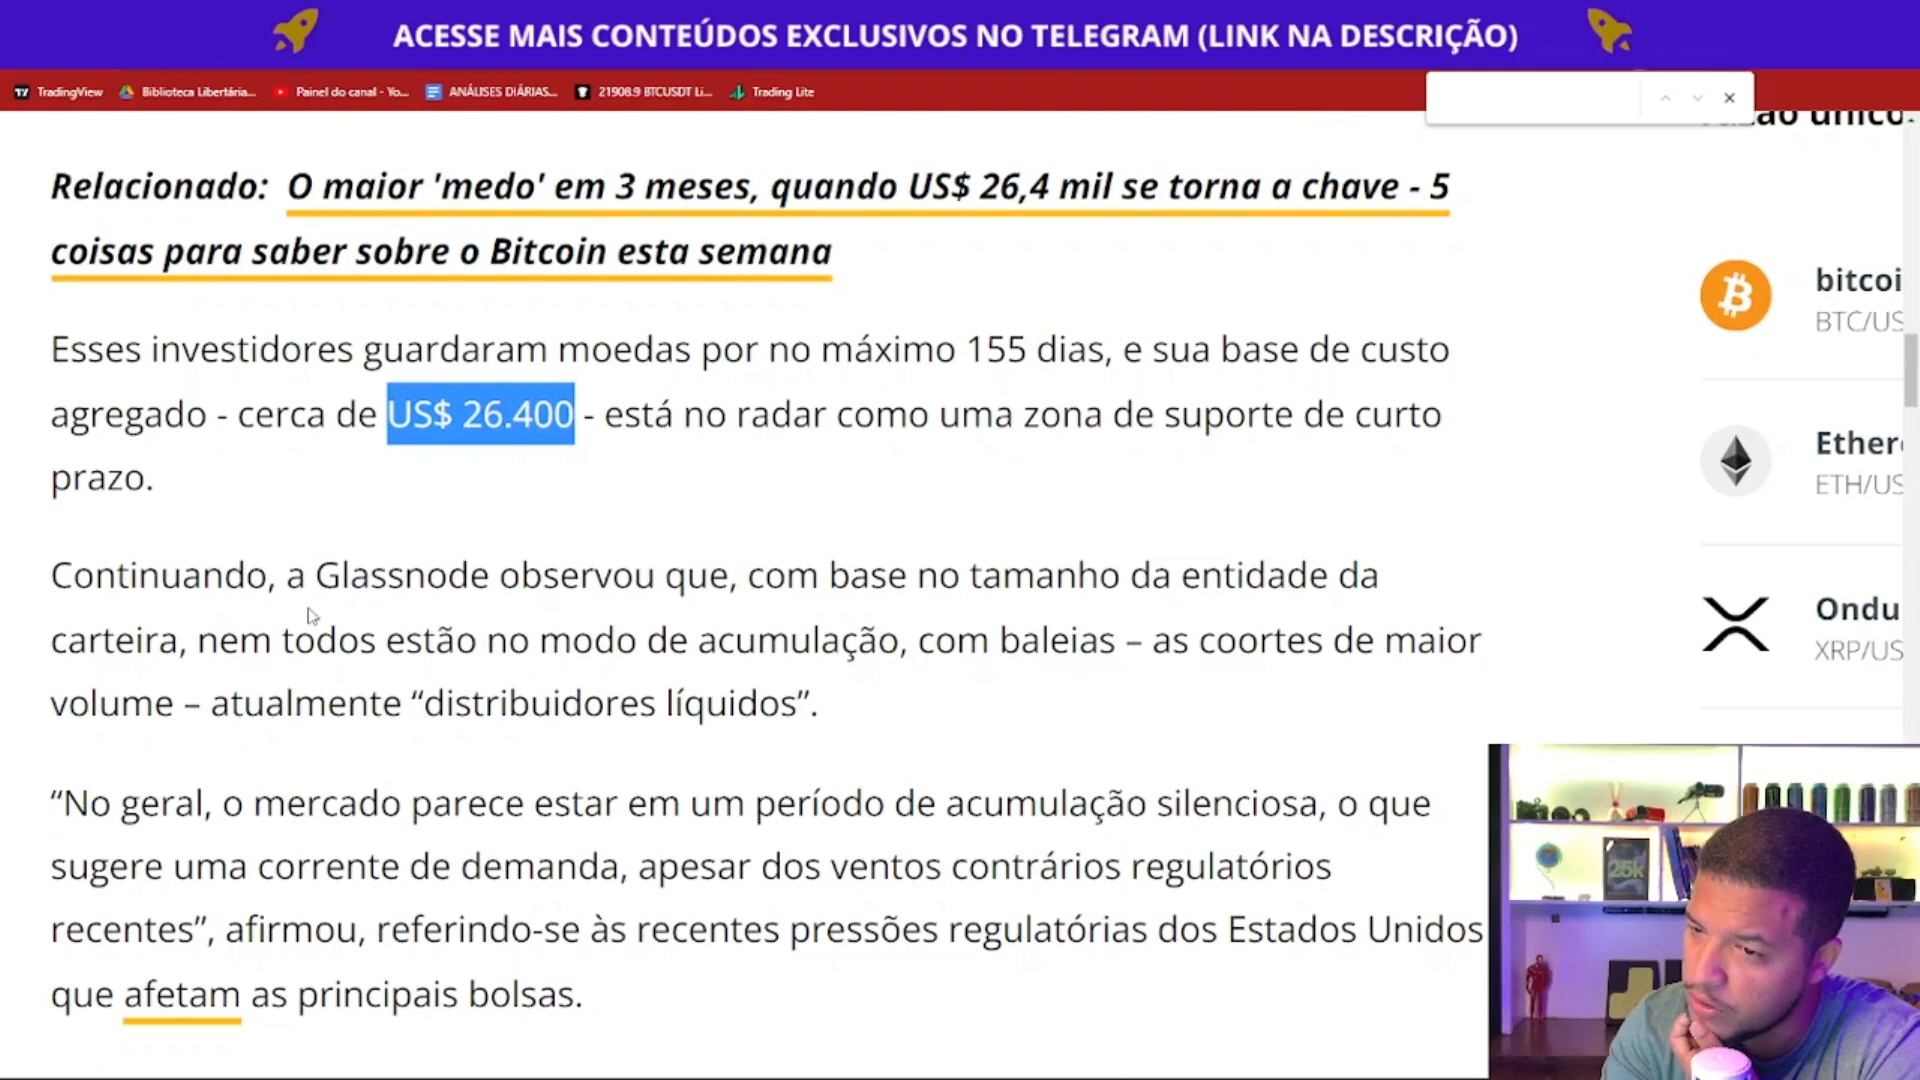 ACESSE MAIS CONTEÚDOS EXCLUSIVOS NO TELEGRAM (LINK NA DESCRIÇÃO)
TradingView
Biblioteca Libertária...
Painel do canal - Yo...
ANÁLISES DIÁRIAS...
21908.9 BTCUSDT Li...
Trading Lite
Relacionado: O maior 'medo' em 3 meses, quando US$ 26,4 mil se torna a chave - 5
coisas para saber sobre o Bitcoin esta semana
Esses investidores guardaram moedas por no máximo 155 dias, e sua base de custo
agregado - cerca de US$ 26.400 - está no radar como uma zona de suporte de curto
prazo.
Continuando, a Glassnode observou que, com base no tamanho da entidade da
carteira, nem todos estão no modo de acumulação, com baleias – as coortes de maior
volume – atualmente “distribuidores líquidos”.
“No geral, o mercado parece estar em um período de acumulação silenciosa, o que
sugere uma corrente de demanda, apesar dos ventos contrários regulatórios
recentes”, afirmou, referindo-se às recentes pressões regulatórias dos Estados Unidos
que afetam as principais bolsas.
bitcoi
BTC/US
Ether
ETH/US
Ondu
XRP/US
25k